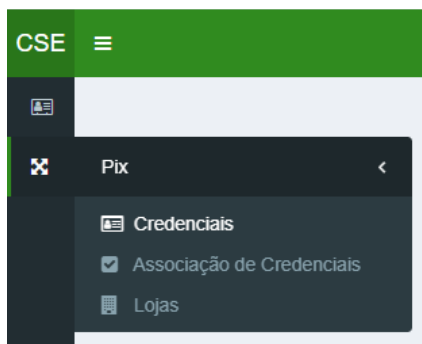 CSE
Pix
Credenciais
Associação de Credenciais
Lojas